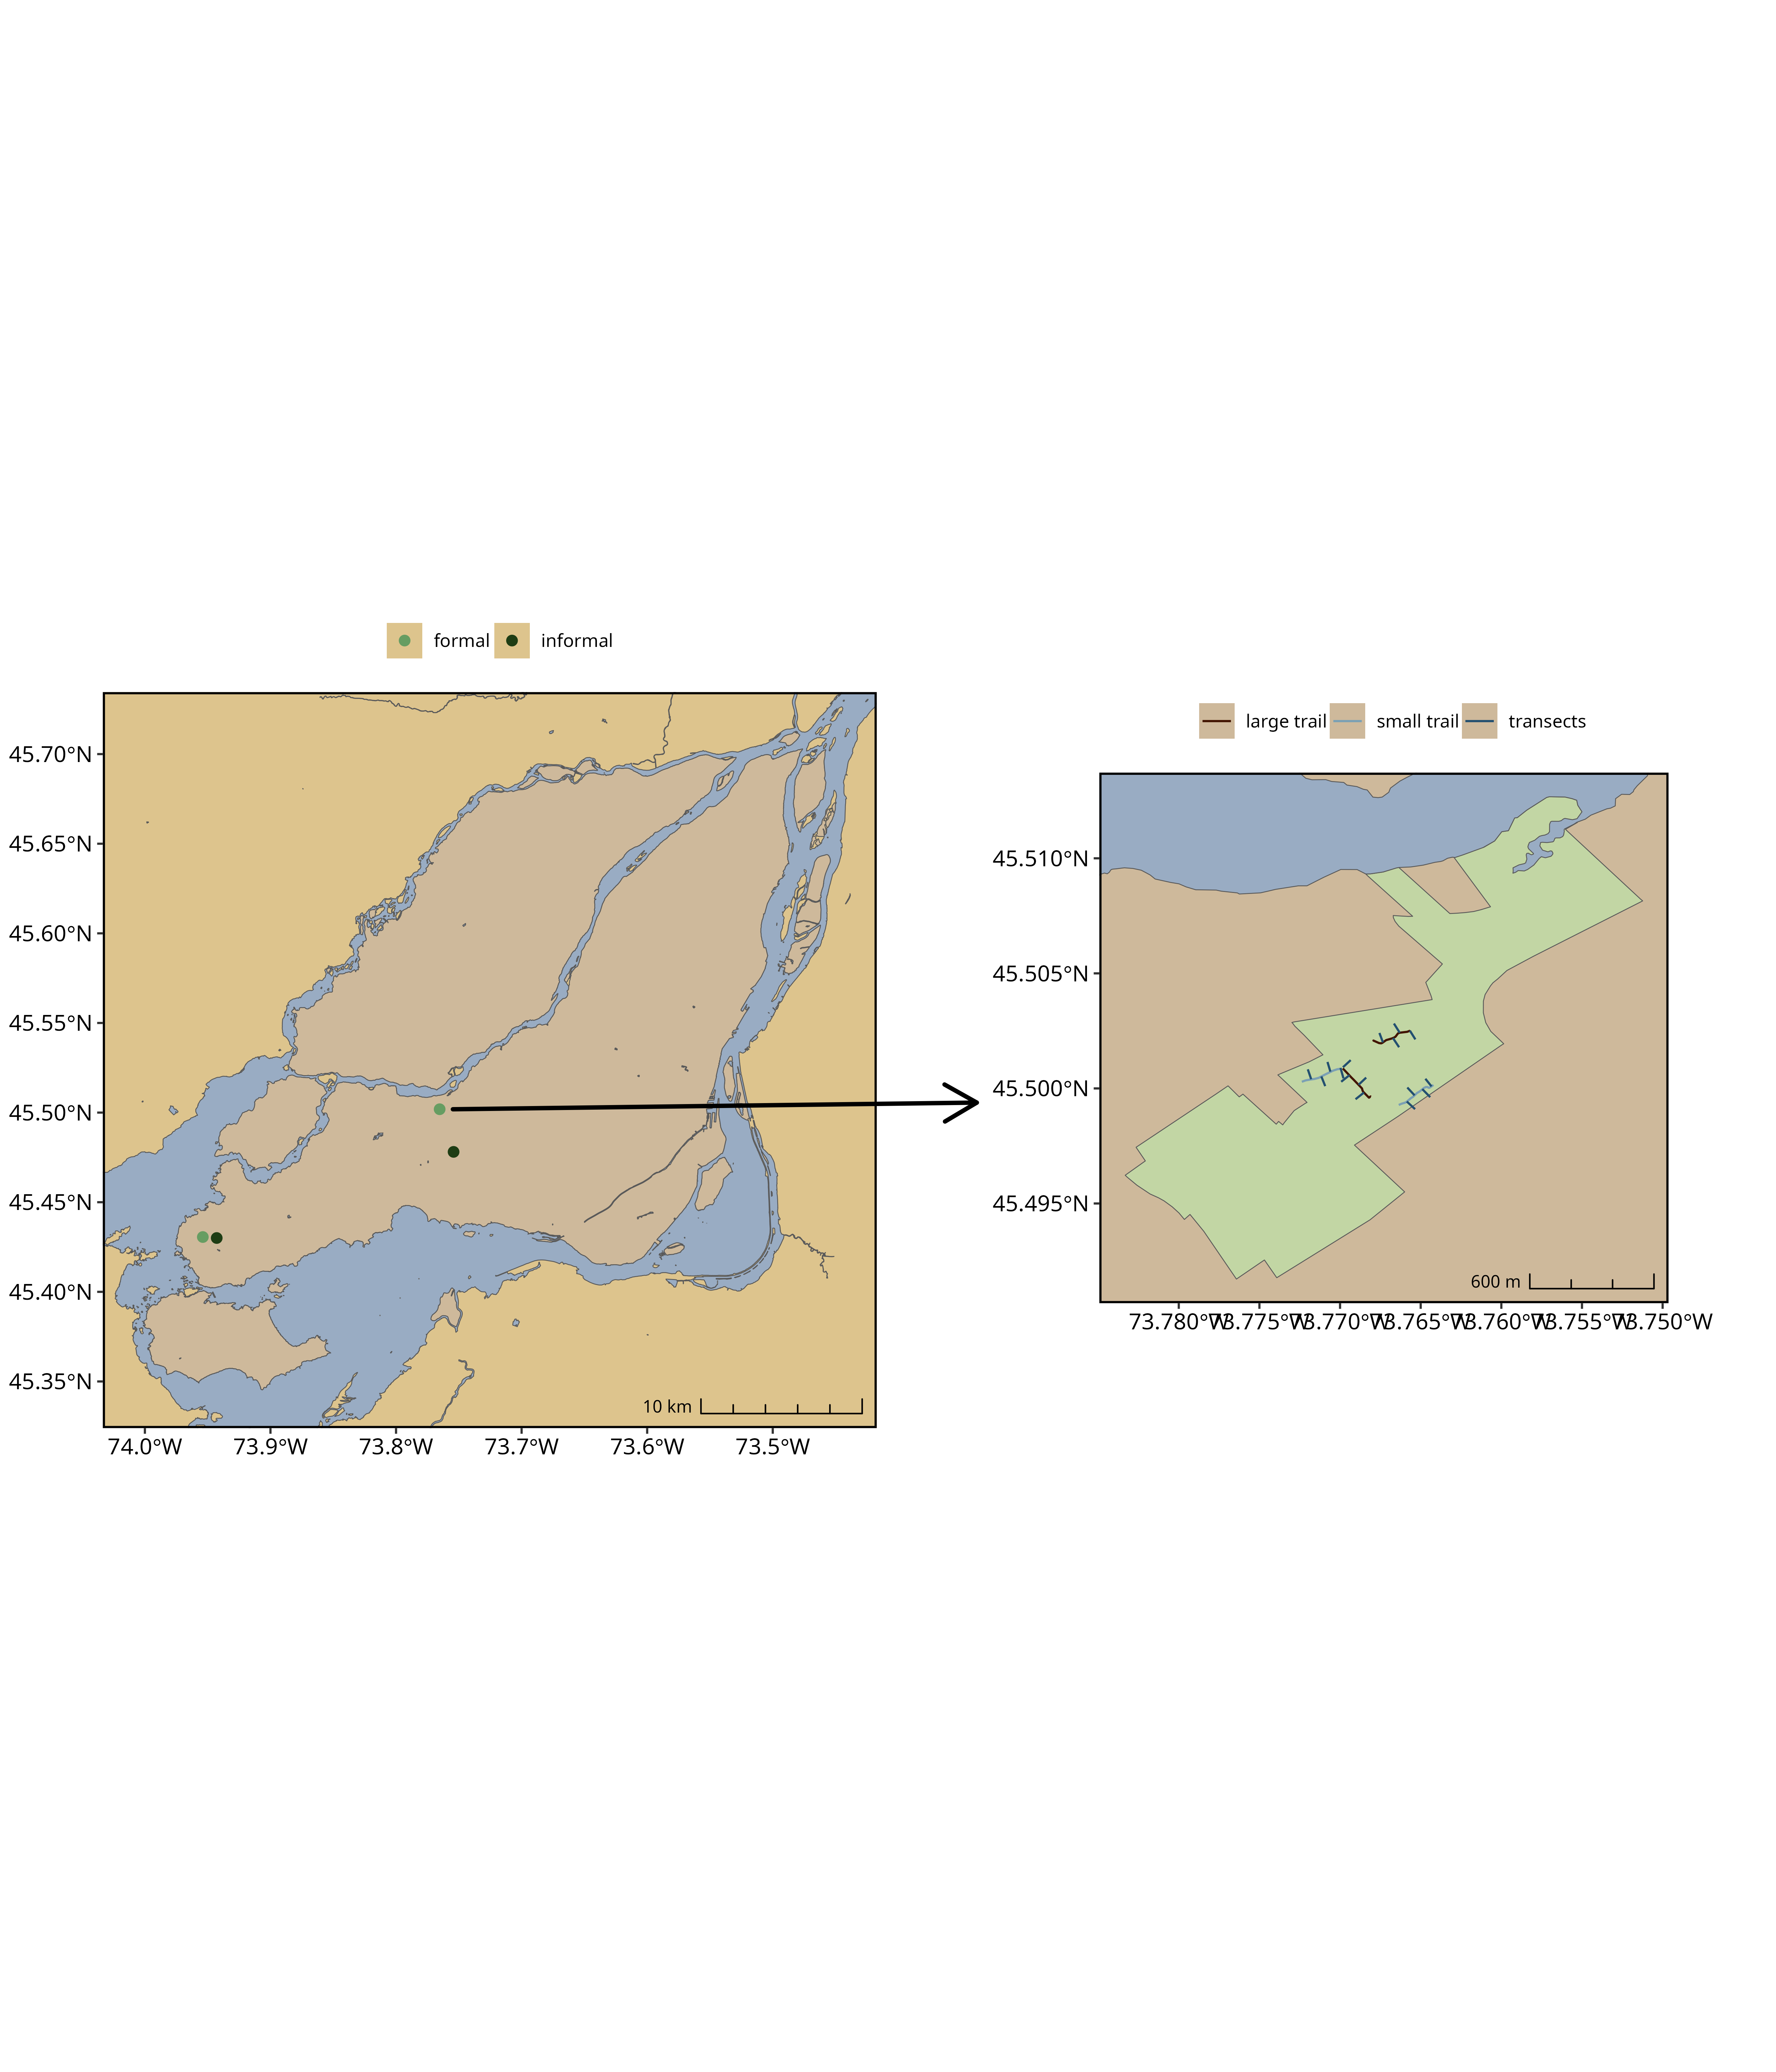 formal informal
45.70°N
45.65°N
45.60°N
45.55°N
45.50°N
45.45°N
45.40°N
45.35°N
10 km
74.0°W 73.9°W 73.8°W 73.7°W 73.6°W 73.5°W
large trail small trail transects
45.510°N
45.505°N
45.500°N
45.495°N
600 m
73.780°W 73.775°W 73.770°W 73.765°W 73.760°W 73.755°W 73.750°W